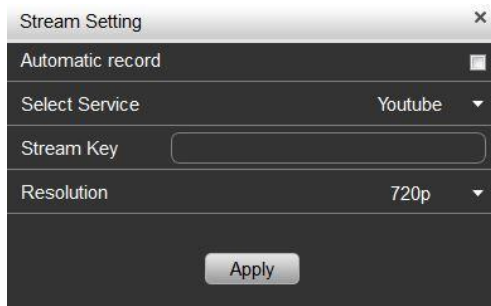 Stream Setting
Automatic record
Select Service Youtube
Stream Key
Resolution 720p
Apply